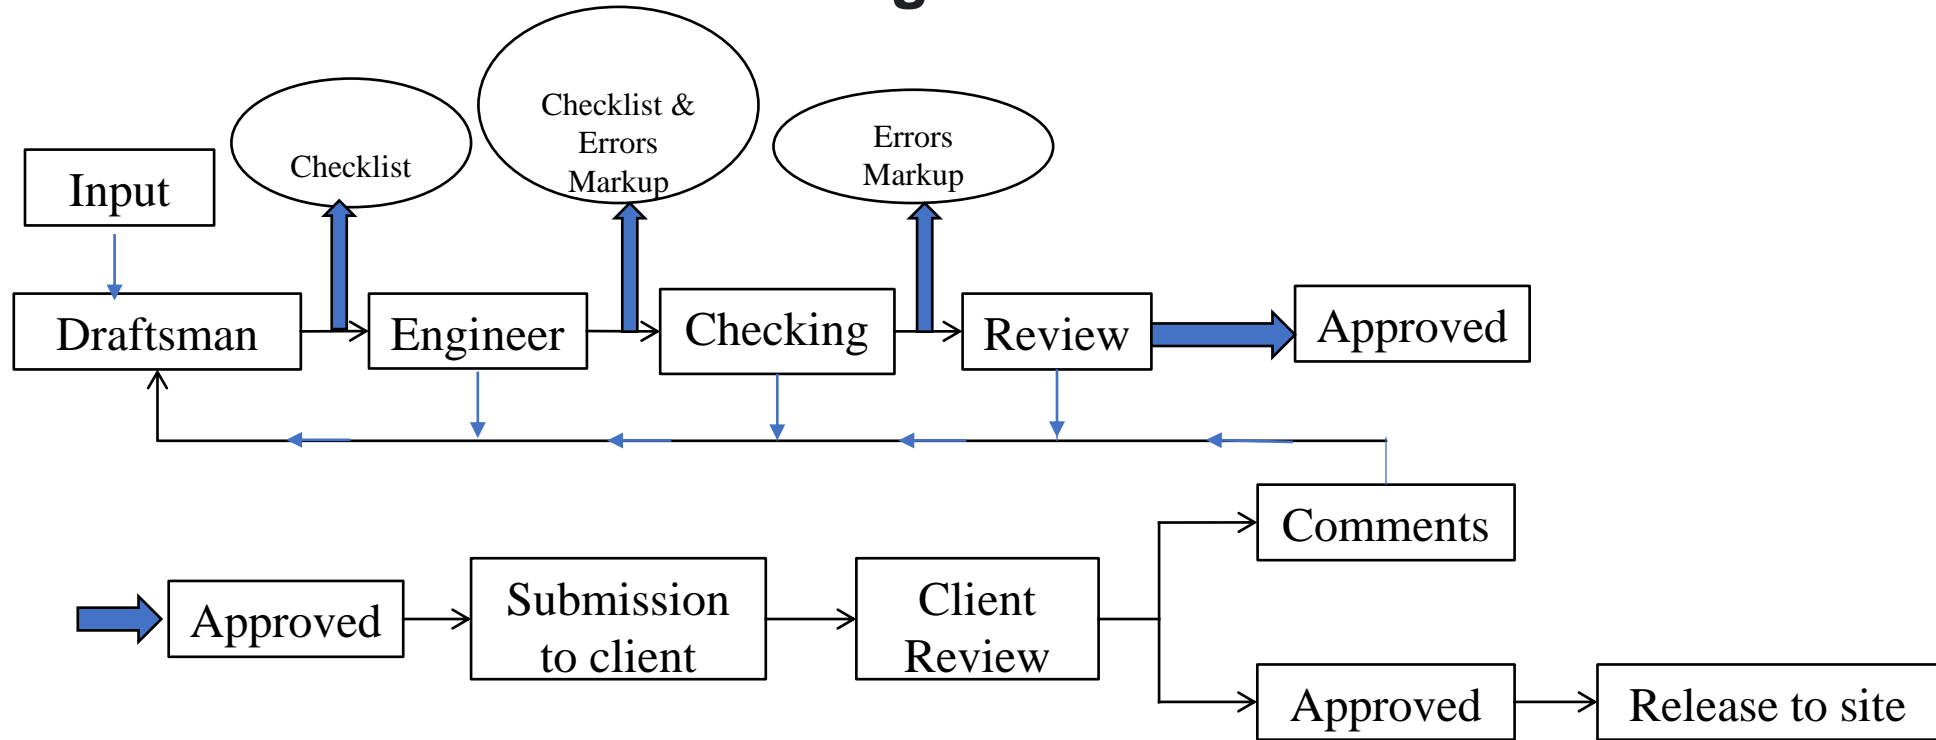 Checklist &
Errors
Markup
Errors
Markup
Checklist
Input
Draftsman
Engineer
Checking
Review
Approved
Comments
Approved
Submission
to client
Client
Review
Approved
Release to site